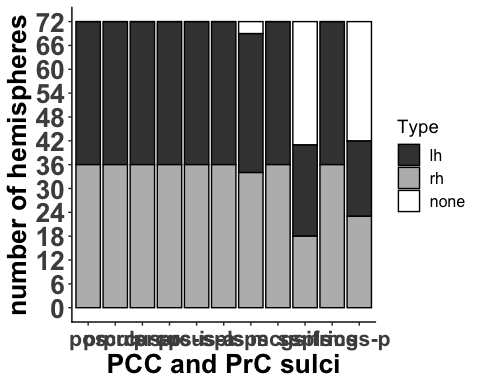 number of hemispheres
72
66
60
54
48
42
36
30
24
18
12
6
0
PCC and PrC sulci
Type
lh
rh
none